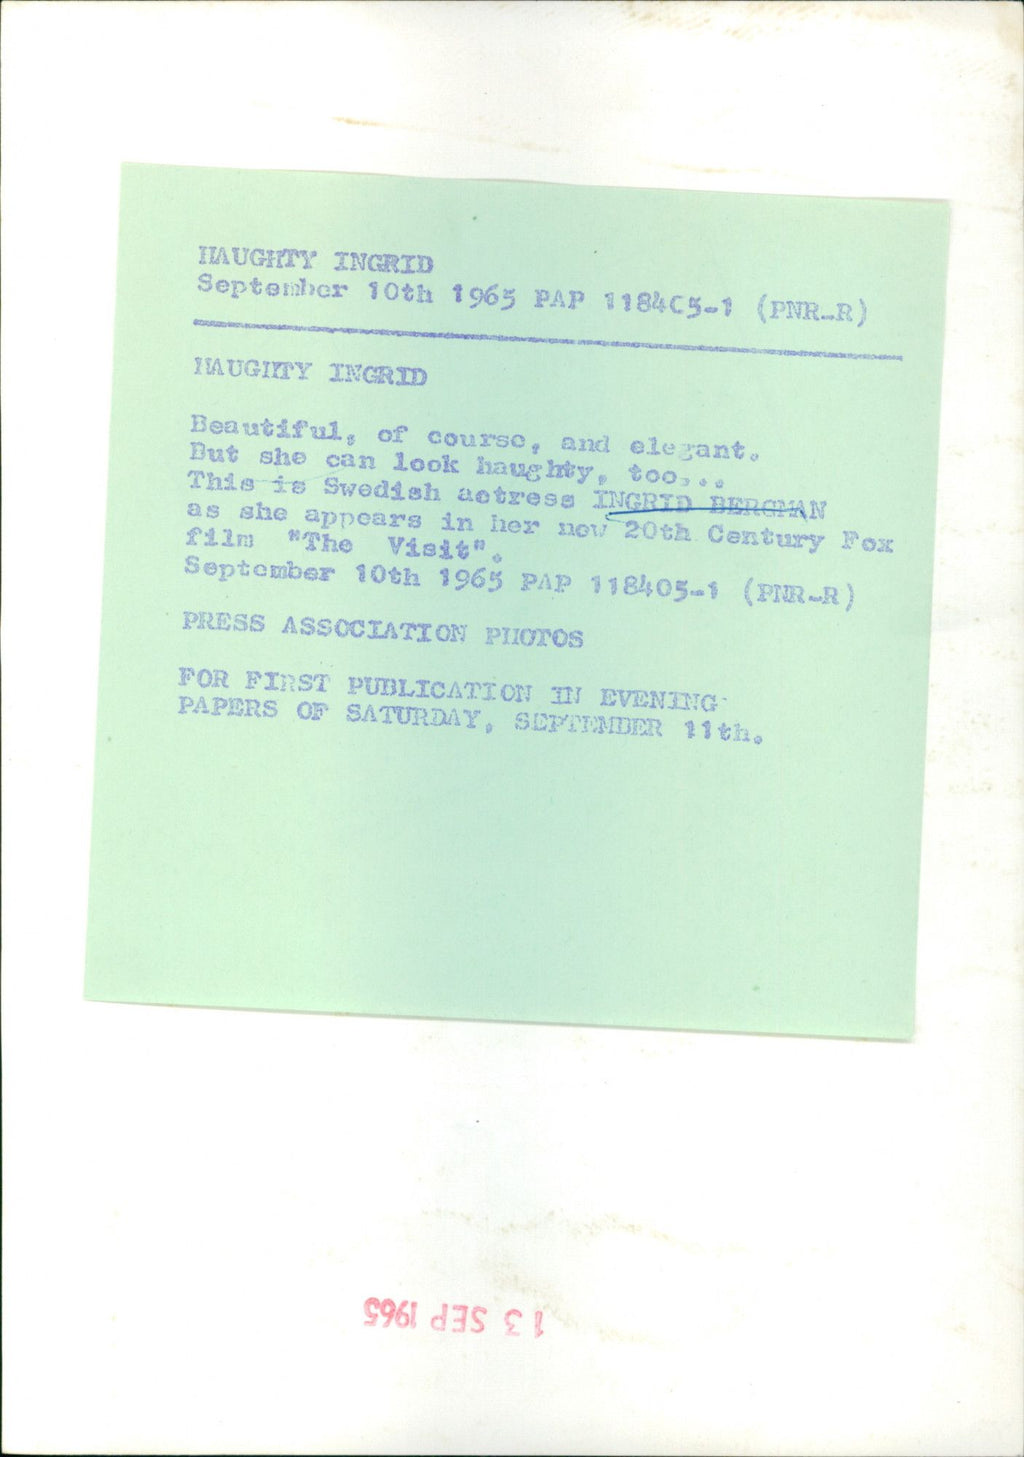 HAUGHTY INGRID
September 10th 1965 PAP 1184C5-1 (PNR-R)
HAUGHTY INGRID
Beautiful, of course, and elegant.
But she can look haughty, too...
This is Swedish actress INGRID BERGMAN
as she appears in her new 20th Century Fox
film "The Visit".
September 10th 1965 PAP 118405-1 (PNR-R)
PRESS ASSOCIATION PHOTOS
FOR FIRST PUBLICATION IN EVENING
PAPERS OF SATURDAY, SEPTEMBER 11th.
13 SEP 1965